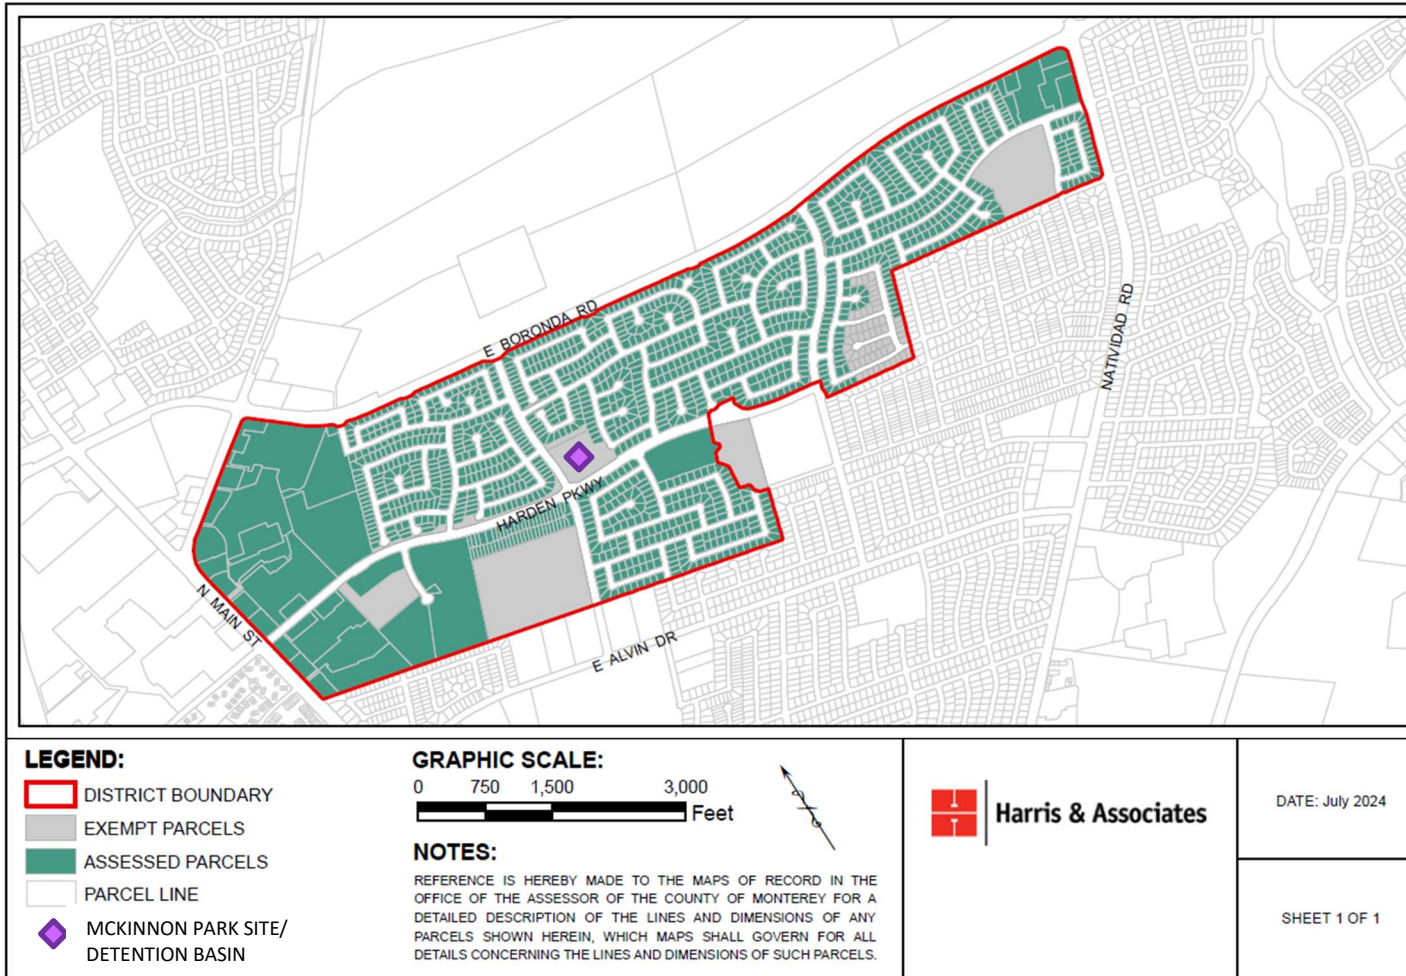 E BORONDA RD
NATIVIDAD RD
HARDEN PKWY
N MAIN ST
E ALVIN DR
LEGEND:
DISTRICT BOUNDARY
EXEMPT PARCELS
ASSESSED PARCELS
PARCEL LINE
MCKINNON PARK SITE/
DETENTION BASIN
GRAPHIC SCALE:
0 750 1,500 3,000
Feet
NOTES:
REFERENCE IS HEREBY MADE TO THE MAPS OF RECORD IN THE
OFFICE OF THE ASSESSOR OF THE COUNTY OF MONTEREY FOR A
DETAILED DESCRIPTION OF THE LINES AND DIMENSIONS OF ANY
PARCELS SHOWN HEREIN, WHICH MAPS SHALL GOVERN FOR ALL
DETAILS CONCERNING THE LINES AND DIMENSIONS OF SUCH PARCELS.
Harris & Associates
DATE: July 2024
SHEET 1 OF 1